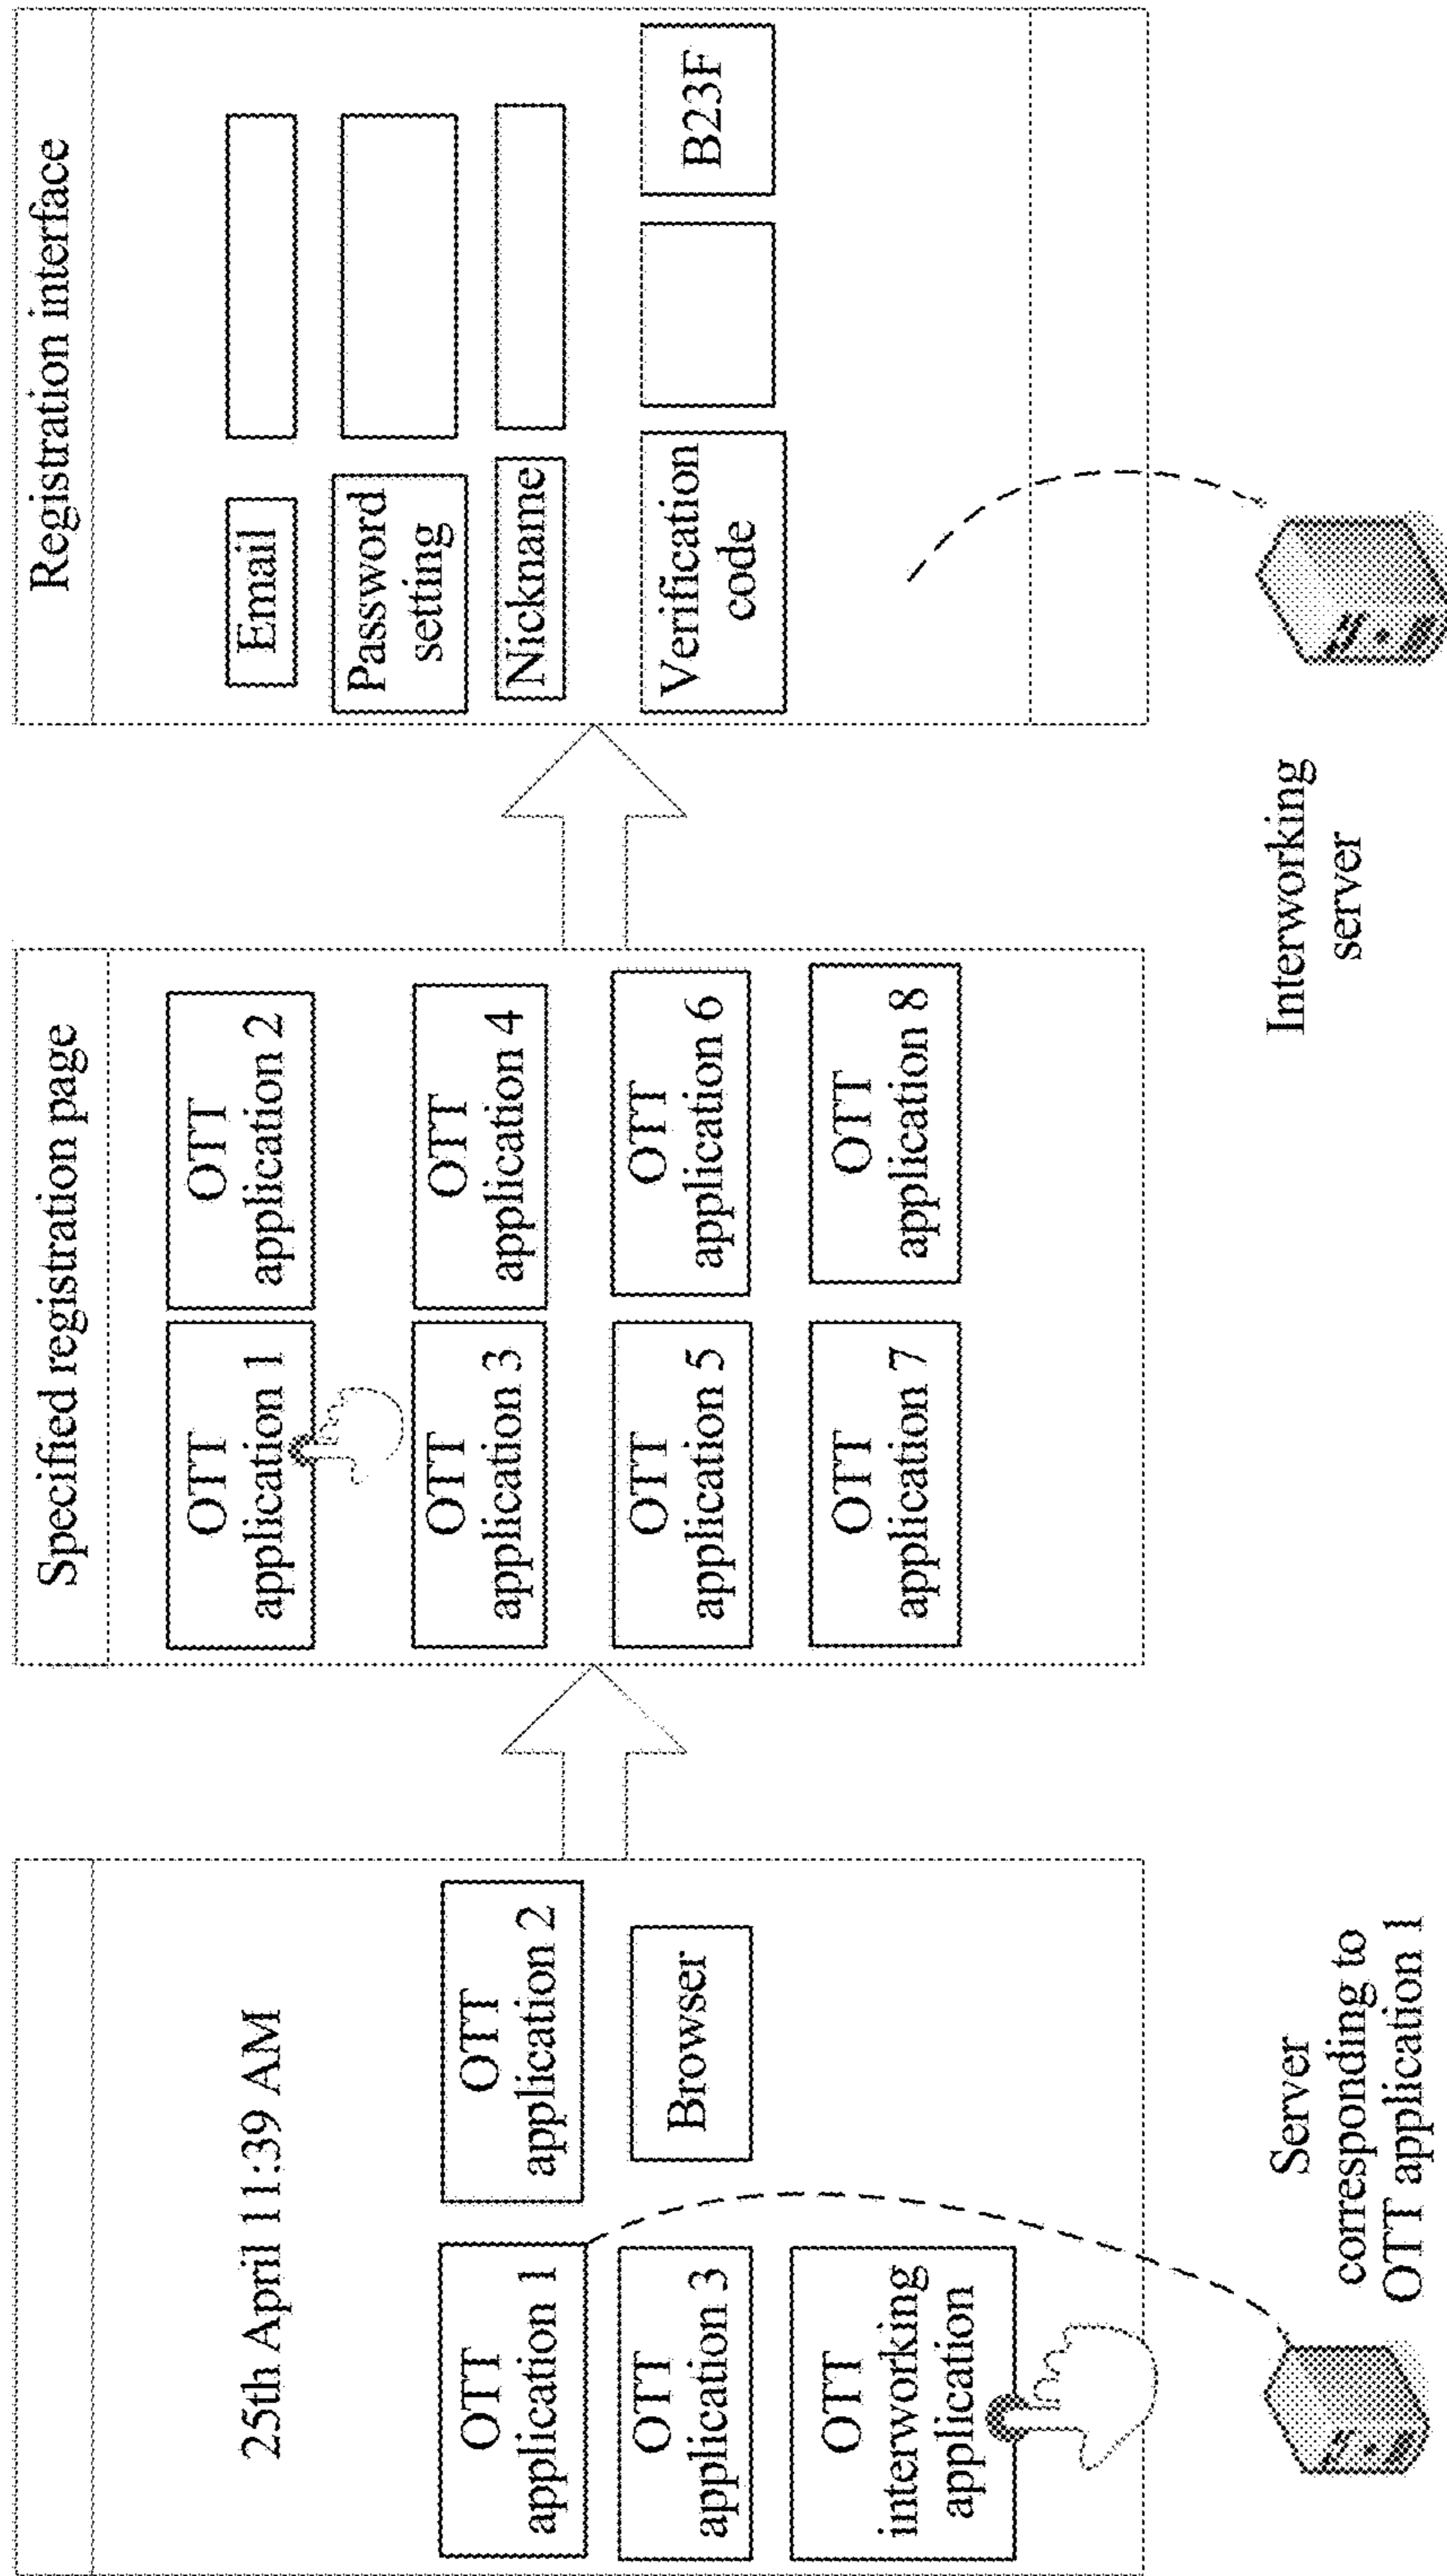 25th April 11:39 AM
OTT
application 1
OTT
application 2
OTT
application 3
Browser
OTT
interworking
application
Server
corresponding to
OTT application 1
Specified registration page
OTT
application 1
OTT
application 2
OTT
application 3
OTT
application 4
OTT
application 5
OTT
application 6
OTT
application 7
OTT
application 8
Registration interface
Email
Password
setting
Nickname
Verification
code
B23F
Interworking
server